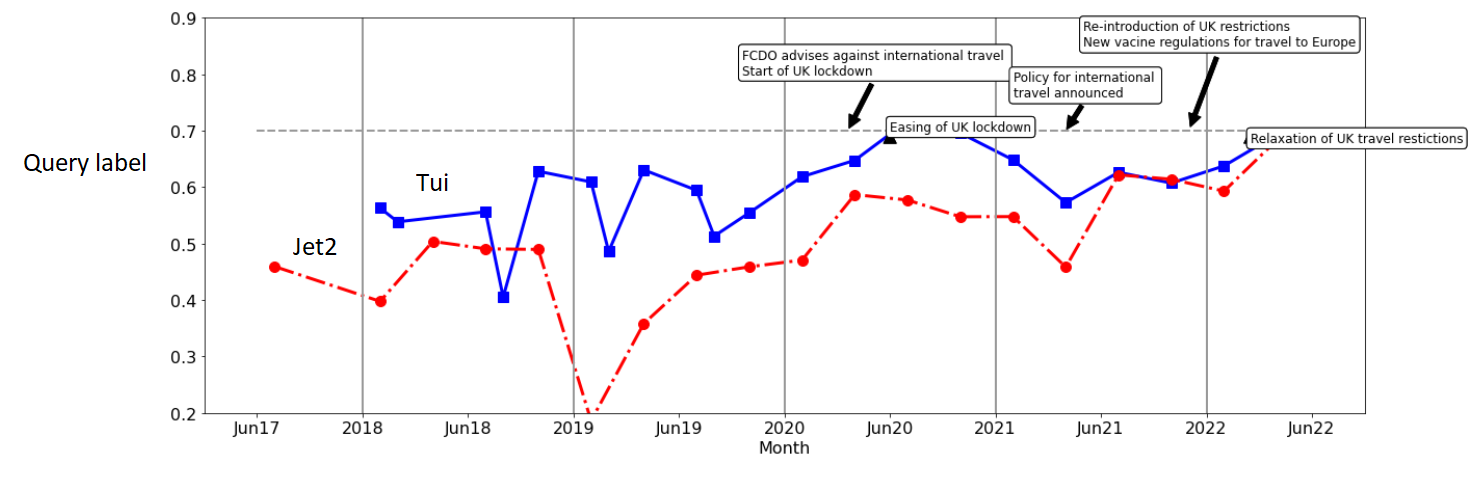 Re-introduction of UK restrictions
New vacine regulations for travel to Europe
FCDO advises against international travel
Start of UK lockdown
Policy for international
travel announced
Easing of UK lockdown
Relaxation of UK travel restictions
Query label
Tui
Jet2
0.9
0.8
0.7
0.6
0.5
0.4
0.3
0.2
Jun17 2018 Jun18 2019 Jun19 2020 Jun20 2021 Jun21 2022 Jun22
Month